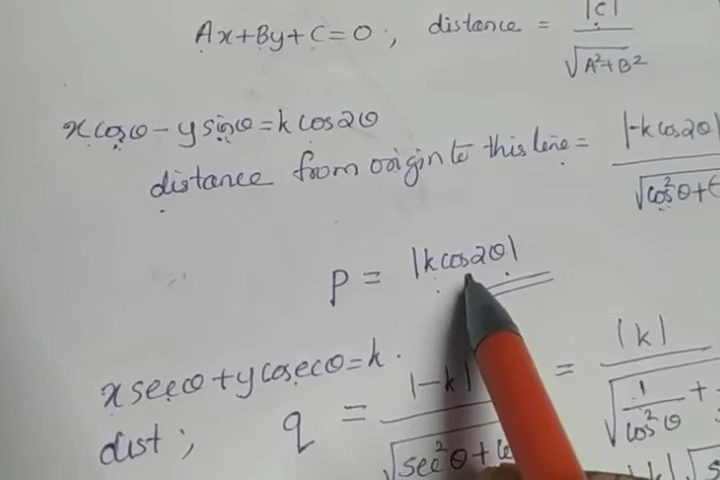 Ax+By+C=0 ; distance = |C| / √A²+B²
x cosθ - y sinθ = k cos2θ
distance from origin to this line = |-k cos2θ| / √cos²θ+
P = |k cos2θ|
x secθ + y cosecθ = k.
dist ; q = |-k| / √sec²θ + = |k| / √1/cos²θ +